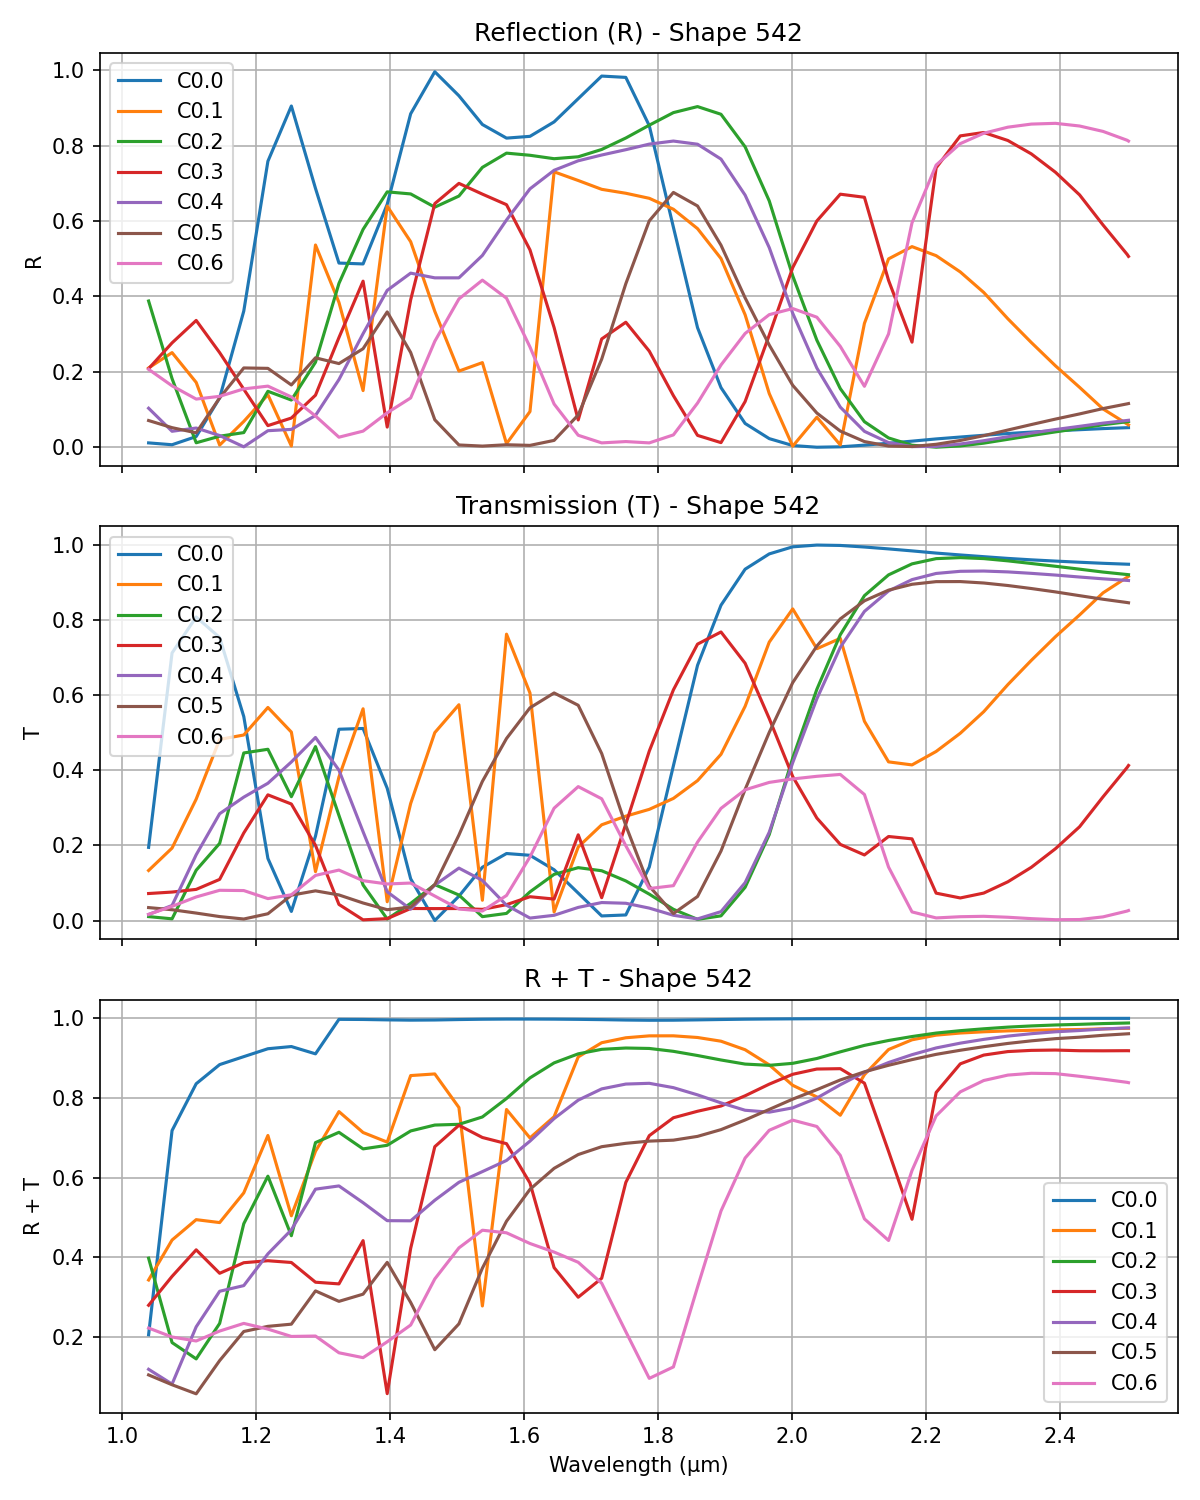 Reflection (R) - Shape 542
1.0
0.8
0.6
0.4
0.2
0.0
R
C0.0
C0.1
C0.2
C0.3
C0.4
C0.5
C0.6
Transmission (T) - Shape 542
1.0
0.8
0.6
0.4
0.2
0.0
T
C0.0
C0.1
C0.2
C0.3
C0.4
C0.5
C0.6
R + T - Shape 542
1.0
0.8
0.6
0.4
0.2
R + T
C0.0
C0.1
C0.2
C0.3
C0.4
C0.5
C0.6
1.0 1.2 1.4 1.6 1.8 2.0 2.2 2.4
Wavelength (μm)